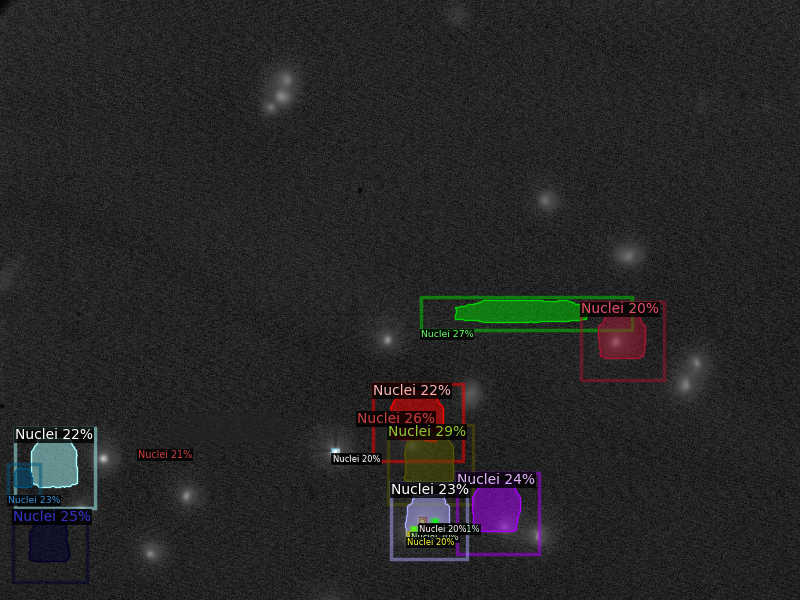 Nuclei 20%
Nuclei 27%
Nuclei 22%
Nuclei 26%
Nuclei 29%
Nuclei 22%
Nuclei 21%
Nuclei 20%
Nuclei 24%
Nuclei 23%
Nuclei 23%
Nuclei 25%
Nuclei 20%1%
Nuclei 20%